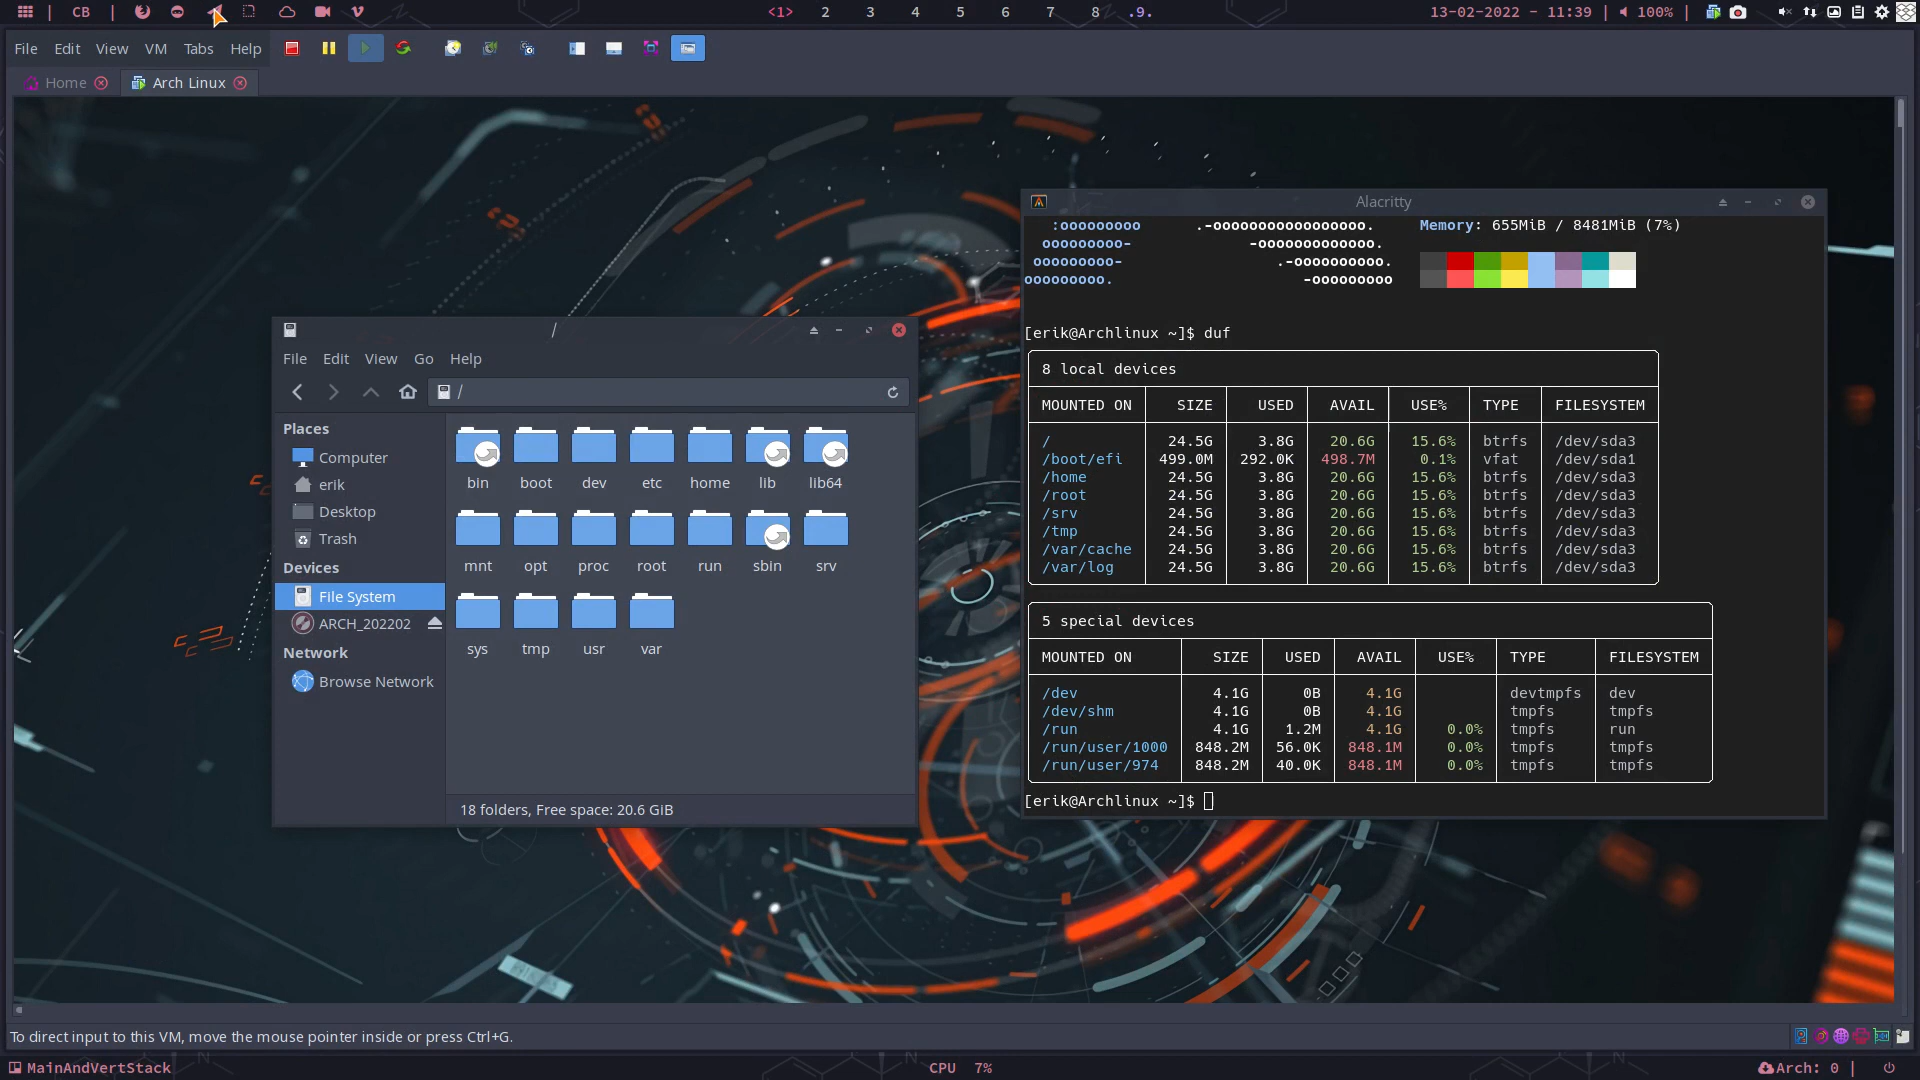 | CB | <1> 2 3 4 5 6 7 8 .9. 13-02-2022 - 11:39 | 100% |
File Edit View VM Tabs Help
Home Arch Linux
Alacritty
:ooooooooo .-ooooooooooooooooo. Memory: 655MiB / 8481MiB (7%)
ooooooooo- -ooooooooooooo.
ooooooooo- .-oooooooooo.
ooooooooo. -ooooooooo
/
File Edit View Go Help
/
Places
Computer
erik
Desktop
Trash
Devices
File System
ARCH_202202
Network
Browse Network
bin boot dev etc home lib lib64
mnt opt proc root run sbin srv
sys tmp usr var
18 folders, Free space: 20.6 GiB
[erik@Archlinux ~]$ duf
8 local devices
MOUNTED ON SIZE USED AVAIL USE% TYPE FILESYSTEM
/ 24.5G 3.8G 20.6G 15.6% btrfs /dev/sda3
/boot/efi 499.0M 292.0K 498.7M 0.1% vfat /dev/sda1
/home 24.5G 3.8G 20.6G 15.6% btrfs /dev/sda3
/root 24.5G 3.8G 20.6G 15.6% btrfs /dev/sda3
/srv 24.5G 3.8G 20.6G 15.6% btrfs /dev/sda3
/tmp 24.5G 3.8G 20.6G 15.6% btrfs /dev/sda3
/var/cache 24.5G 3.8G 20.6G 15.6% btrfs /dev/sda3
/var/log 24.5G 3.8G 20.6G 15.6% btrfs /dev/sda3
5 special devices
MOUNTED ON SIZE USED AVAIL USE% TYPE FILESYSTEM
/dev 4.1G 0B 4.1G devtmpfs dev
/dev/shm 4.1G 0B 4.1G tmpfs tmpfs
/run 4.1G 1.2M 4.1G 0.0% tmpfs run
/run/user/1000 848.2M 56.0K 848.1M 0.0% tmpfs tmpfs
/run/user/974 848.2M 40.0K 848.1M 0.0% tmpfs tmpfs
[erik@Archlinux ~]$
To direct input to this VM, move the mouse pointer inside or press Ctrl+G.
MainAndVertStack CPU 7% Arch: 0 |